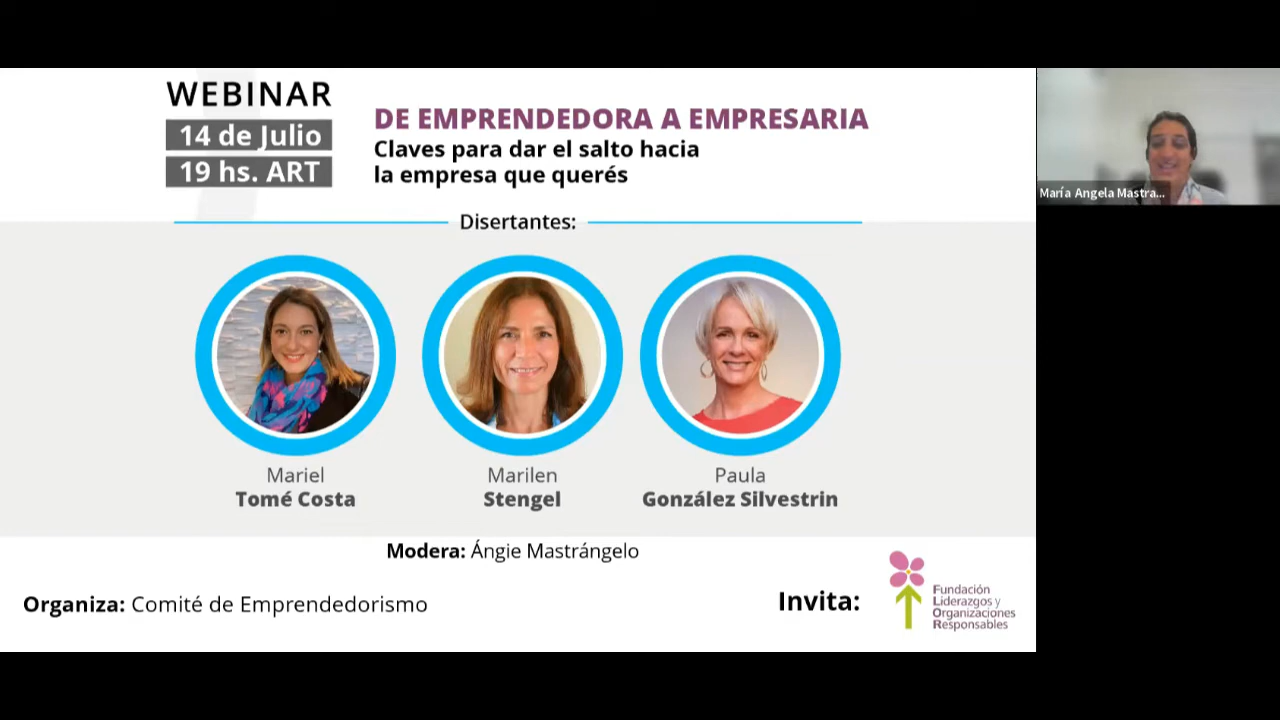 WEBINAR
14 de Julio
19 hs. ART
DE EMPRENDEDORA A EMPRESARIA
Claves para dar el salto hacia
la empresa que querés
Disertantes:
Mariel
Tomé Costa
Marilen
Stengel
Paula
González Silvestrin
Modera: Ángie Mastrángelo
Organiza: Comité de Emprendedorismo
Invita:
Fundación
Liderazgos y
Organizaciones
Responsables
María Angela Mastra...